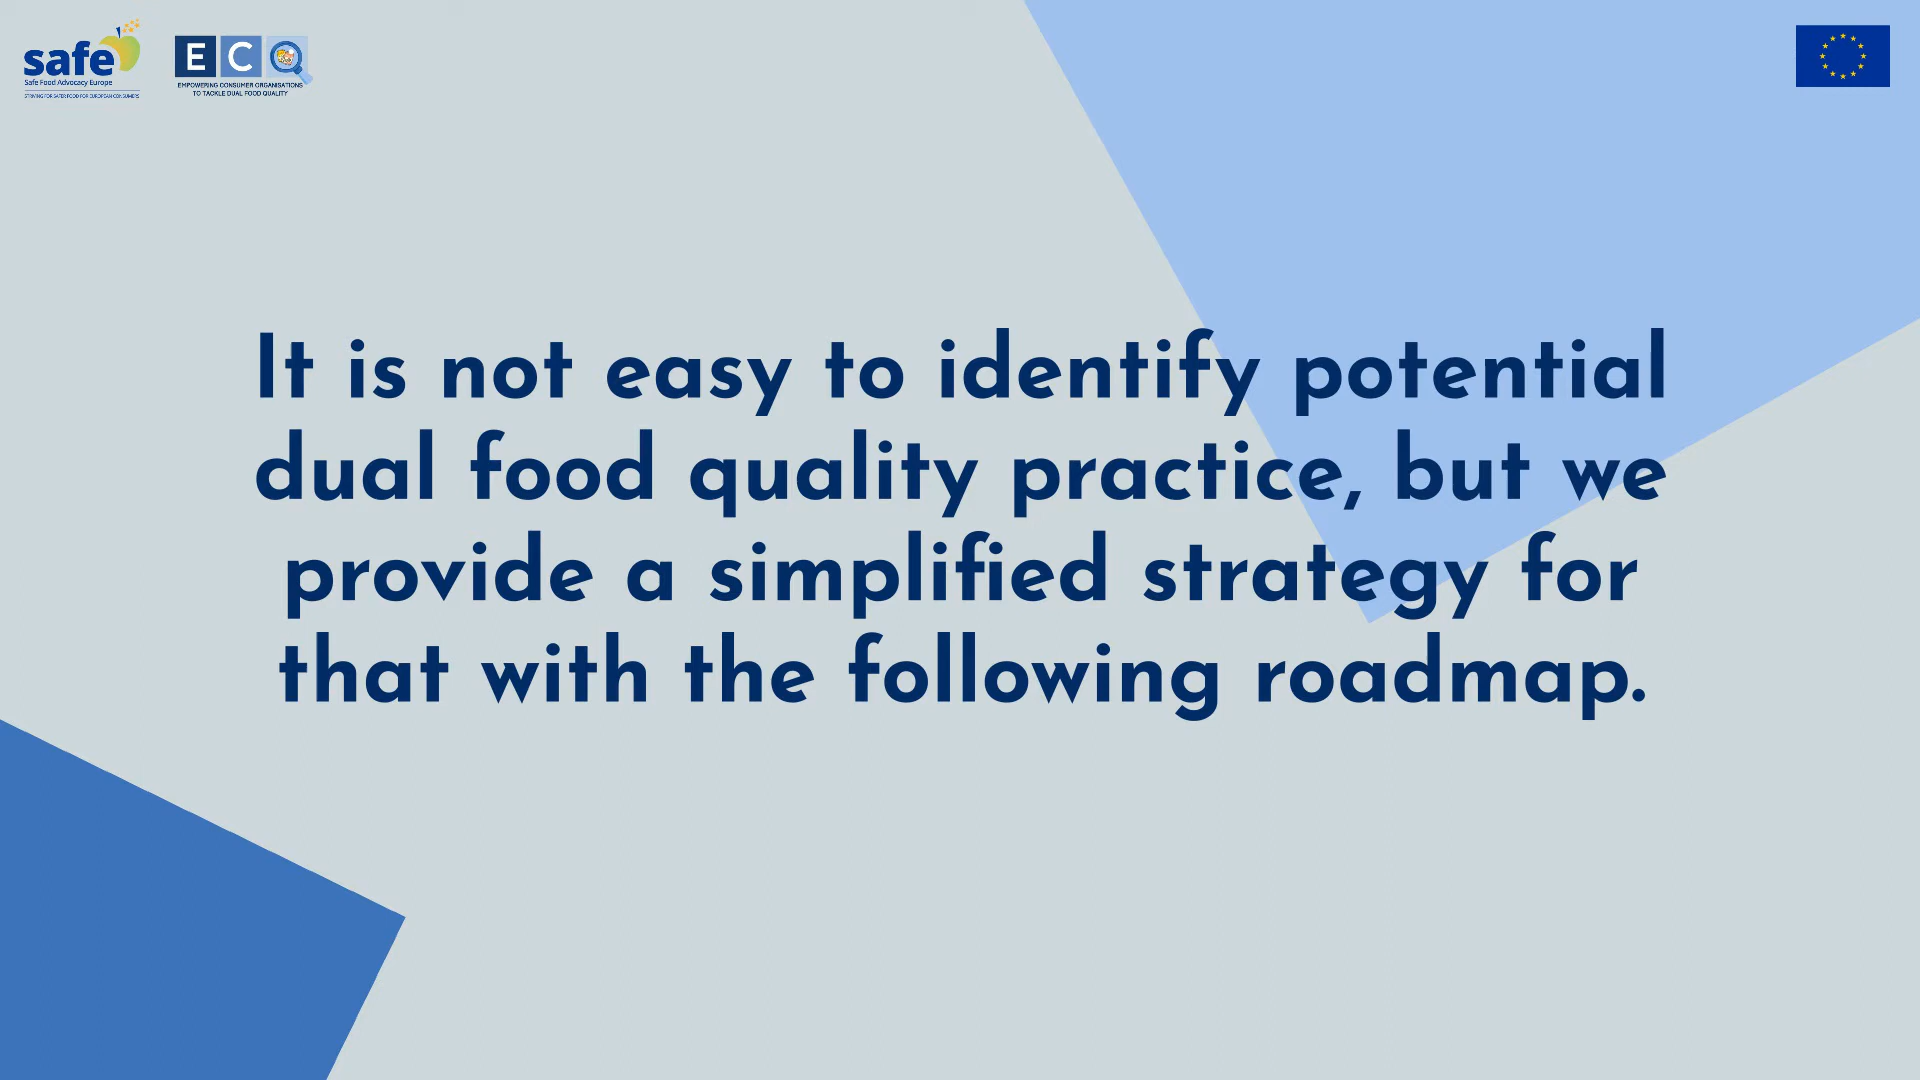 safe
Safe Food Advocacy Europe
STRIVING FOR SAFER FOOD FOR EUROPEAN CONSUMERS
ECQ
EMPOWERING CONSUMER ORGANISATIONS
TO TACKLE DUAL FOOD QUALITY
It is not easy to identify potential
dual food quality practice, but we
provide a simplified strategy for
that with the following roadmap.